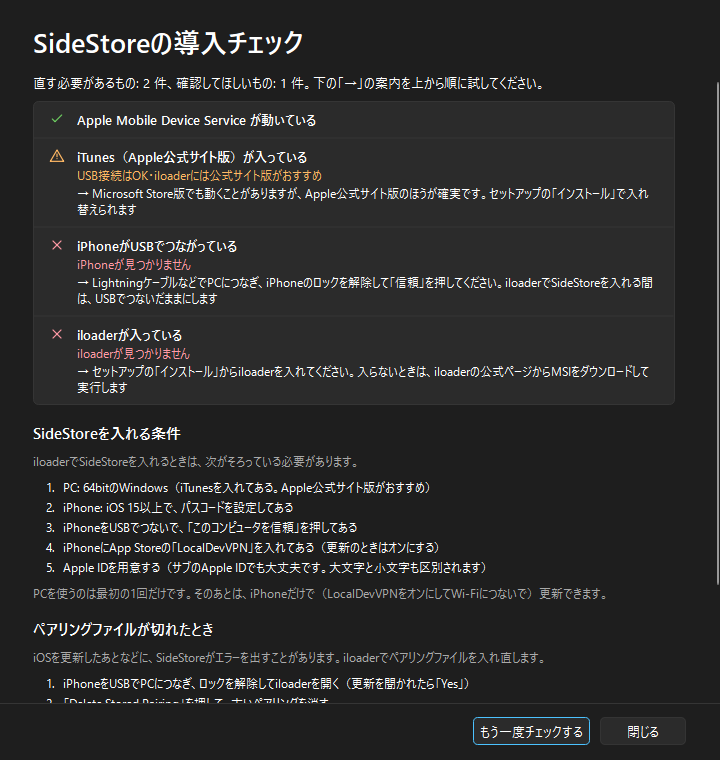 SideStoreの導入チェック
直す必要があるもの: 2 件、確認してほしいもの: 1 件。下の「→」の案内を上から順に試してください。
Apple Mobile Device Service が動いている
iTunes（Apple公式サイト版）が入っている
USB接続はOK・iloaderには公式サイト版がおすすめ
→ Microsoft Store版でも動くことがありますが、Apple公式サイト版のほうが確実です。セットアップの「インストール」で入れ
替えられます
iPhoneがUSBでつながっている
iPhoneが見つかりません
→ LightningケーブルなどでPCにつなぎ、iPhoneのロックを解除して「信頼」を押してください。iloaderでSideStoreを入れる間
は、USBでつないだままにします
iloaderが入っている
iloaderが見つかりません
→ セットアップの「インストール」からiloaderを入れてください。入らないときは、iloaderの公式ページからMSIをダウンロードして
実行します
SideStoreを入れる条件
iloaderでSideStoreを入れるときは、次がそろっている必要があります。
1. PC: 64bitのWindows（iTunesを入れてある。Apple公式サイト版がおすすめ）
2. iPhone: iOS 15以上で、パスコードを設定してある
3. iPhoneをUSBでつないで、「このコンピュータを信頼」を押してある
4. iPhoneにApp Storeの「LocalDevVPN」を入れてある（更新のときはオンにする）
5. Apple IDを用意する（サブのApple IDでも大丈夫です。大文字と小文字も区別されます）
PCを使うのは最初の1回だけです。そのあとは、iPhoneだけで（LocalDevVPNをオンにしてWi-Fiにつないで）更新できます。
ペアリングファイルが切れたとき
iOSを更新したあとなどに、SideStoreがエラーを出すことがあります。iloaderでペアリングファイルを入れ直します。
1. iPhoneをUSBでPCにつなぎ、ロックを解除してiloaderを開く（更新を聞かれたら「Yes」）
2. 「Delete Stored Pairing」を押して、古いペアリングを消す
もう一度チェックする
閉じる